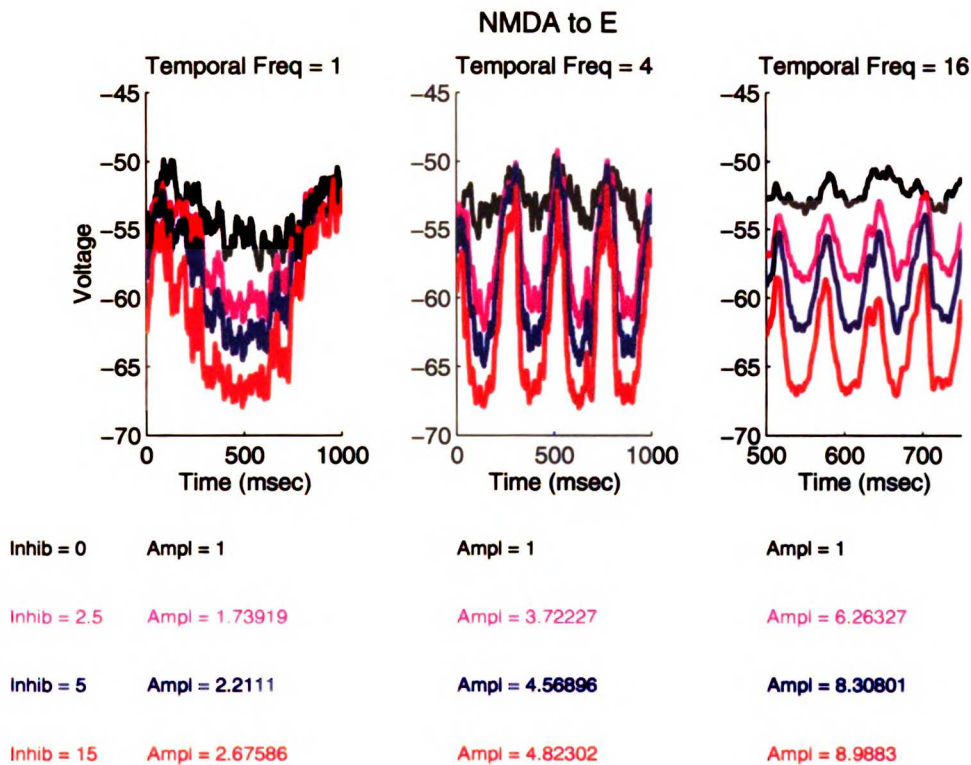 NMDA to E
Temporal Freq = 1
Temporal Freq = 4
Temporal Freq = 16
Voltage
−45
−50
−55
−60
−65
−70
0
500
1000
Time (msec)
−45
−50
−55
−60
−65
−70
0
500
1000
Time (msec)
−45
−50
−55
−60
−65
−70
500
600
700
Time (msec)
Inhib = 0 Ampl = 1 Ampl = 1 Ampl = 1
Inhib = 2.5 Ampl = 1.73919 Ampl = 3.72227 Ampl = 6.26327
Inhib = 5 Ampl = 2.2111 Ampl = 4.56896 Ampl = 8.30801
Inhib = 15 Ampl = 2.67586 Ampl = 4.82302 Ampl = 8.9883